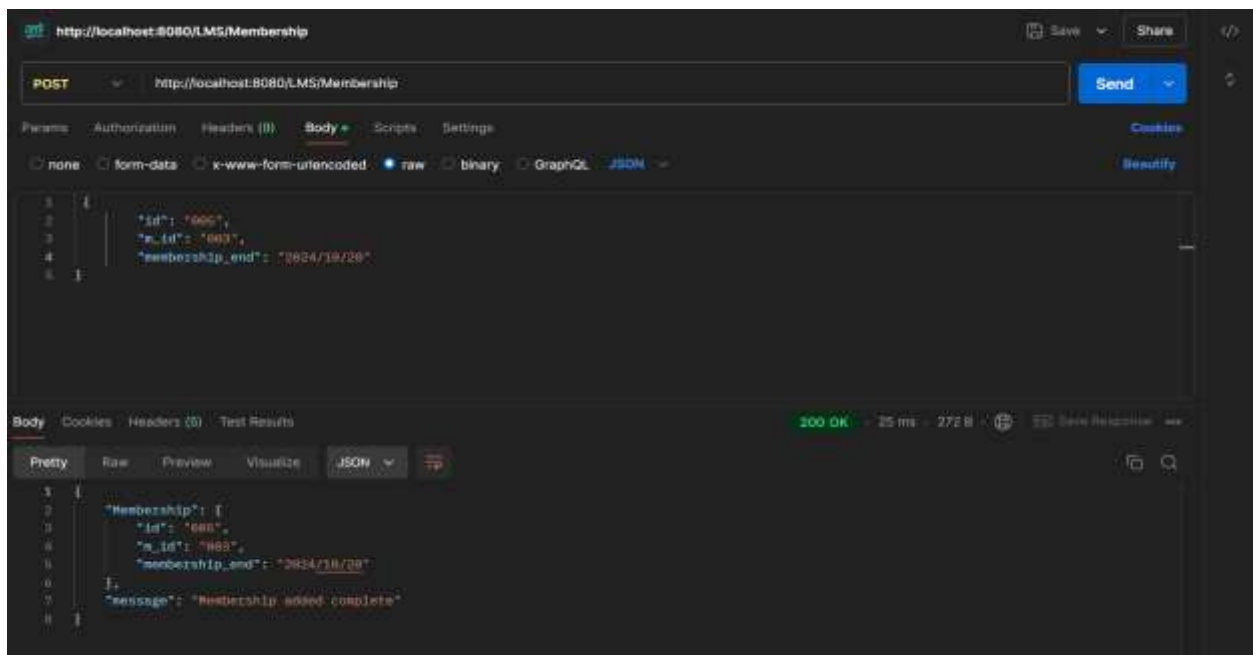 http://localhost:8080/LMS/Membership
Save
Share
POST
http://localhost:8080/LMS/Membership
Send
Params Authorization Headers Body Scripts Settings
Cookies
none form-data x-www-form-urlencoded raw binary GraphQL JSON
Beautify
1 {
2 "id":
3 "m_id": "003",
4 "membership_end": "2024/10/20"
5 }
Body Cookies Headers (5) Test Results
200 OK 25 ms 272 B Save Response
Pretty Raw Preview Visualize JSON
1 {
2 "Membership": {
3 "id":
4 "m_id": "003",
5 "membership_end": "2024/10/20"
6 },
7 "message": "Membership added complete"
8 }